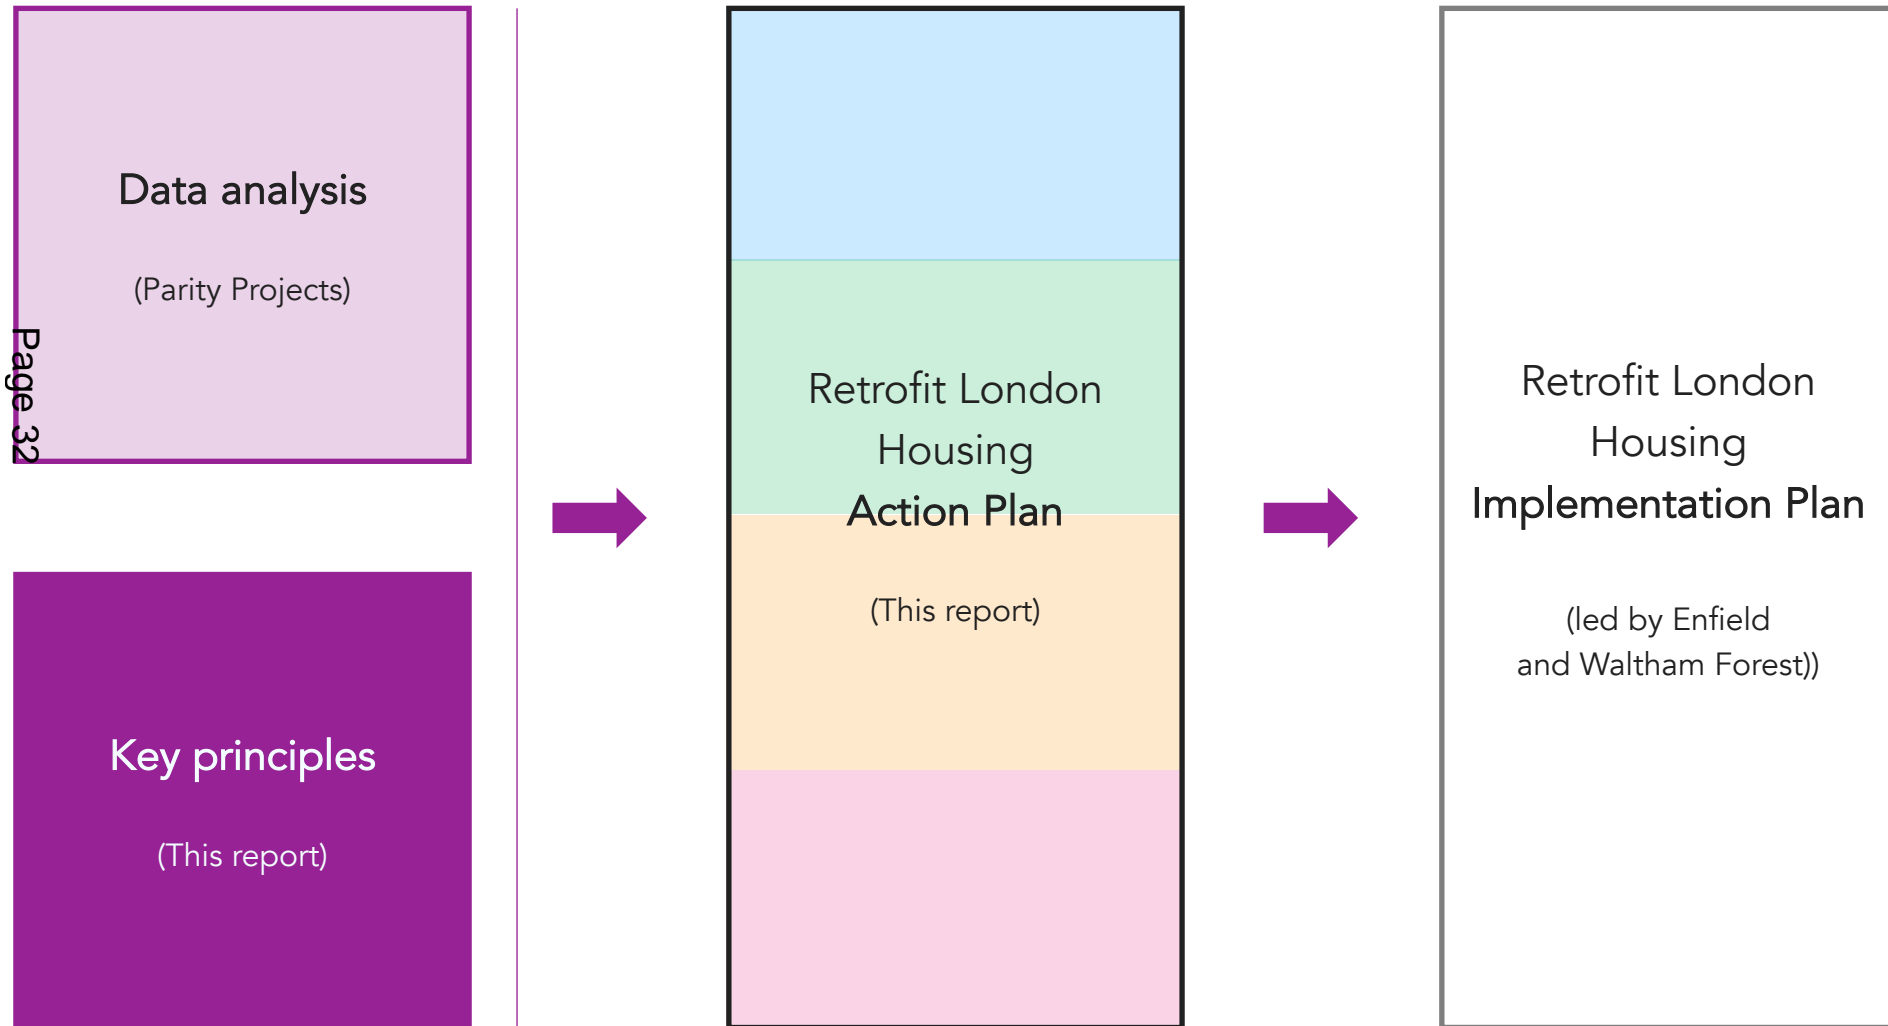 Data analysis
(Parity Projects)
Page 32
Key principles
(This report)
Retrofit London
Housing
Action Plan
(This report)
Retrofit London
Housing
Implementation Plan
(led by Enfield
and Waltham Forest))